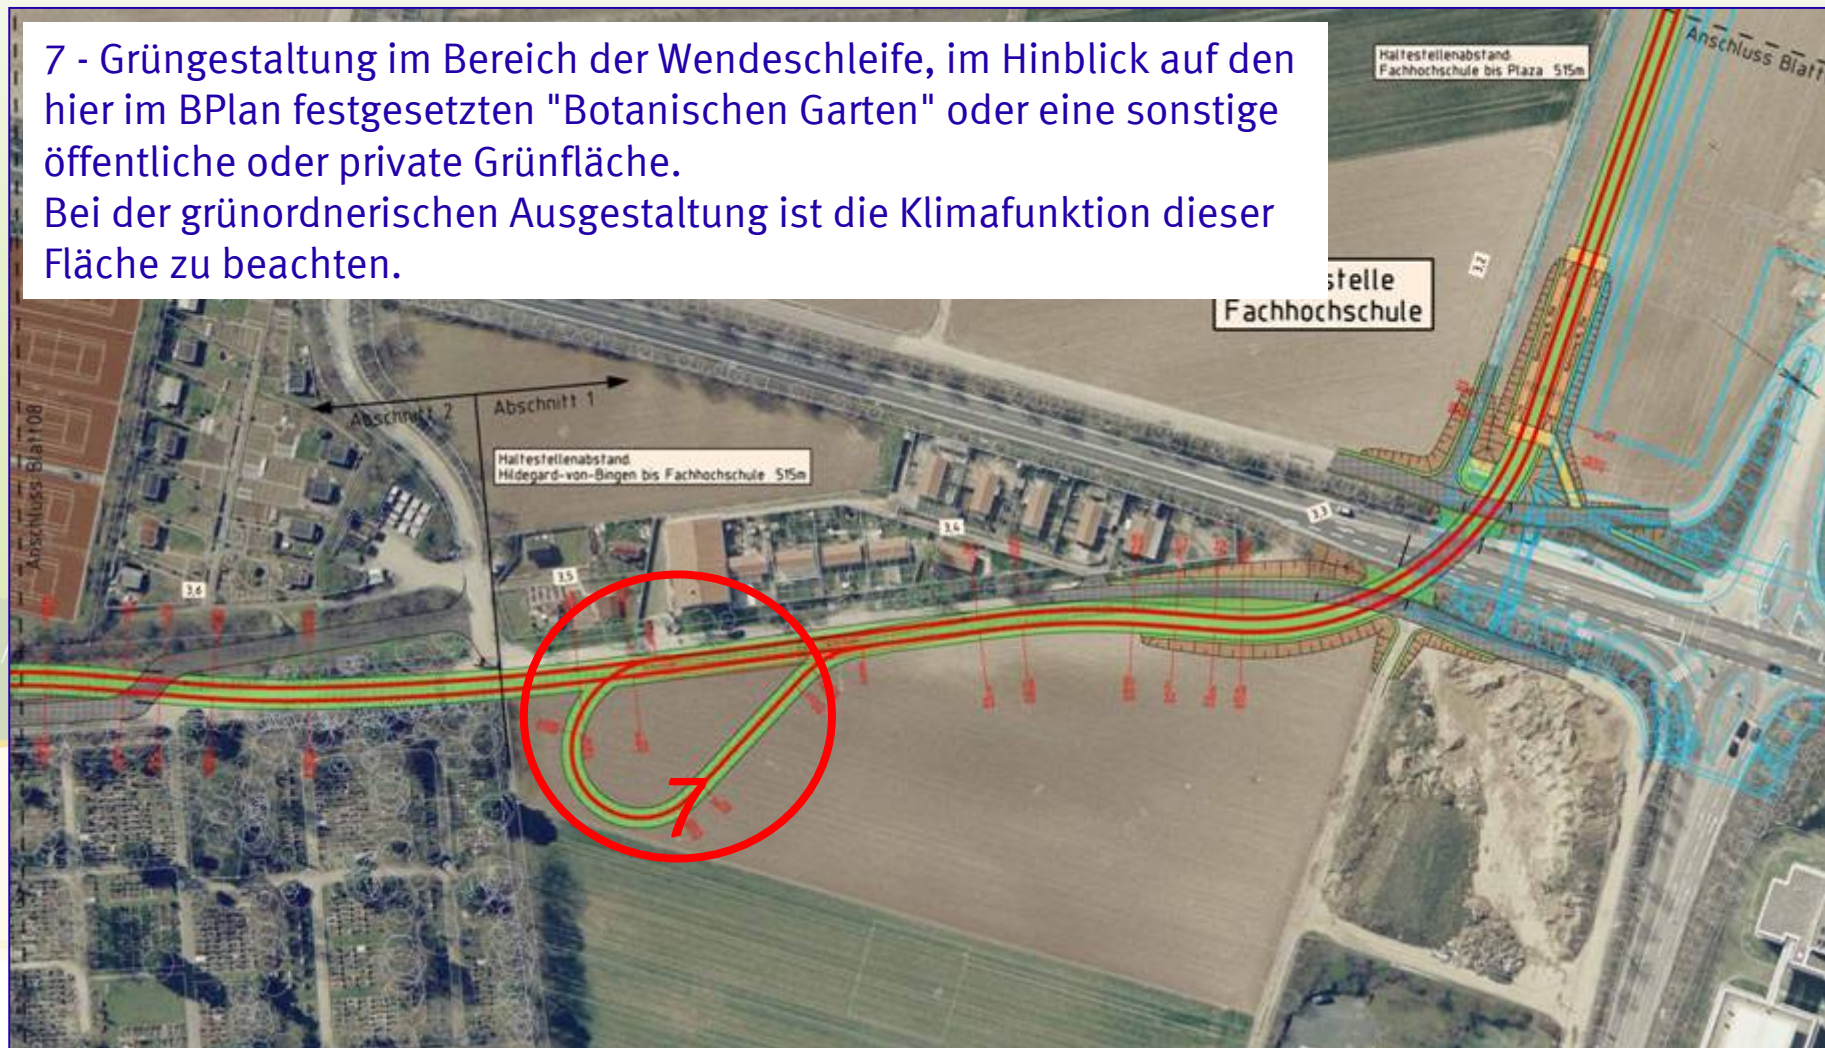 7 - Grüngestaltung im Bereich der Wendeschleife, im Hinblick auf den
hier im BPlan festgesetzten "Botanischen Garten" oder eine sonstige
öffentliche oder private Grünfläche.
Bei der grünordnerischen Ausgestaltung ist die Klimafunktion dieser
Fläche zu beachten.
Haltestellenabstand
Fachhochschule bis Plaza 515m
Anschluss Blatt
3.2
stelle
Fachhochschule
Abschnitt 2
Abschnitt 1
Anschluss Blatt 08
Haltestellenabstand
Hildegard-von-Bingen bis Fachhochschule 515m
3.3
3.4
3.5
3.6
7